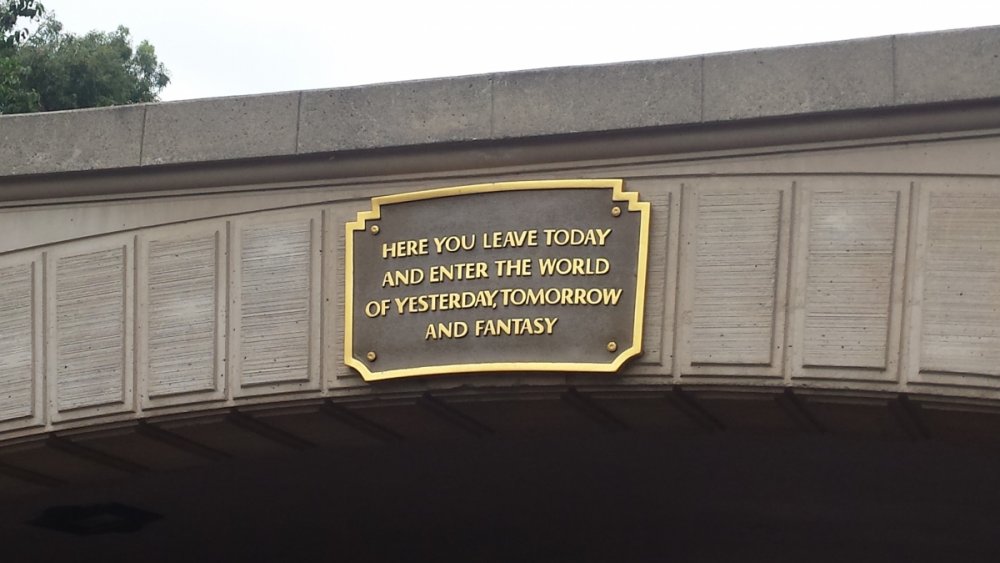 HERE YOU LEAVE TODAY
AND ENTER THE WORLD
OF YESTERDAY, TOMORROW
AND FANTASY